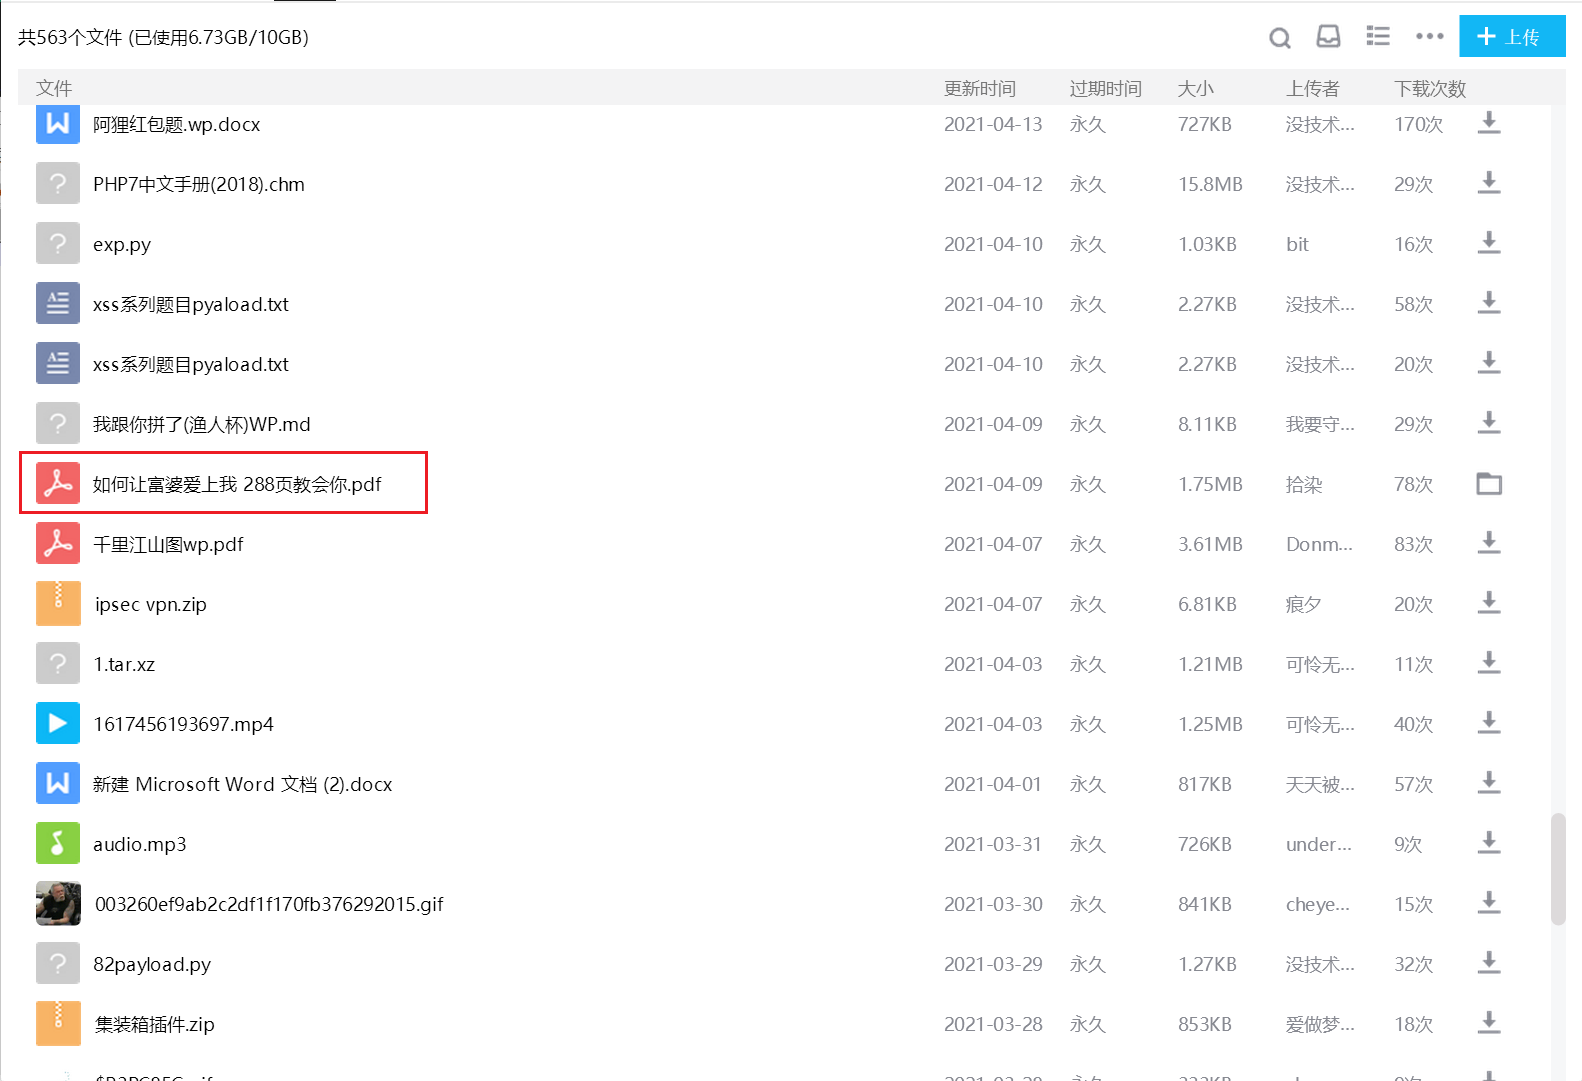 共563个文件 (已使用6.73GB/10GB)
上传
文件 更新时间 过期时间 大小 上传者 下载次数
阿狸红包题.wp.docx 2021-04-13 永久 727KB 没技术... 170次
PHP7中文手册(2018).chm 2021-04-12 永久 15.8MB 没技术... 29次
exp.py 2021-04-10 永久 1.03KB bit 16次
xss系列题目pyaload.txt 2021-04-10 永久 2.27KB 没技术... 58次
xss系列题目pyaload.txt 2021-04-10 永久 2.27KB 没技术... 20次
我跟你拼了(渔人杯)WP.md 2021-04-09 永久 8.11KB 我要守... 29次
如何让富婆爱上我 288页教会你.pdf 2021-04-09 永久 1.75MB 拾染 78次
千里江山图wp.pdf 2021-04-07 永久 3.61MB Donm... 83次
ipsec vpn.zip 2021-04-07 永久 6.81KB 痕夕 20次
1.tar.xz 2021-04-03 永久 1.21MB 可怜无... 11次
1617456193697.mp4 2021-04-03 永久 1.25MB 可怜无... 40次
新建 Microsoft Word 文档 (2).docx 2021-04-01 永久 817KB 天天被... 57次
audio.mp3 2021-03-31 永久 726KB under... 9次
003260ef9ab2c2df1f170fb376292015.gif 2021-03-30 永久 841KB cheye... 15次
82payload.py 2021-03-29 永久 1.27KB 没技术... 32次
集装箱插件.zip 2021-03-28 永久 853KB 爱做梦... 18次